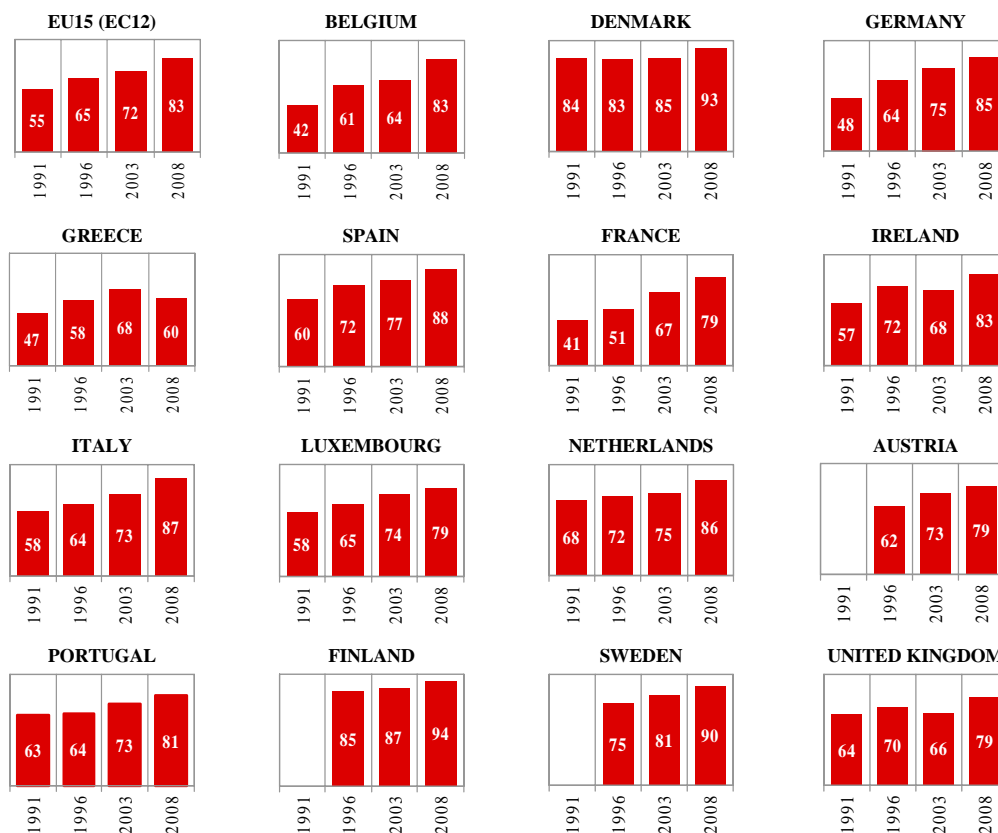 EU15 (EC12)
55 65 72 83
1991 1996 2003 2008
BELGIUM
42 61 64 83
1991 1996 2003 2008
DENMARK
84 83 85 93
1991 1996 2003 2008
GERMANY
48 64 75 85
1991 1996 2003 2008
GREECE
47 58 68 60
1991 1996 2003 2008
SPAIN
60 72 77 88
1991 1996 2003 2008
FRANCE
41 51 67 79
1991 1996 2003 2008
IRELAND
57 72 68 83
1991 1996 2003 2008
ITALY
58 64 73 87
1991 1996 2003 2008
LUXEMBOURG
58 65 74 79
1991 1996 2003 2008
NETHERLANDS
68 72 75 86
1991 1996 2003 2008
AUSTRIA
62 73 79
1991 1996 2003 2008
PORTUGAL
63 64 73 81
1991 1996 2003 2008
FINLAND
85 87 94
1991 1996 2003 2008
SWEDEN
75 81 90
1991 1996 2003 2008
UNITED KINGDOM
64 70 66 79
1991 1996 2003 2008